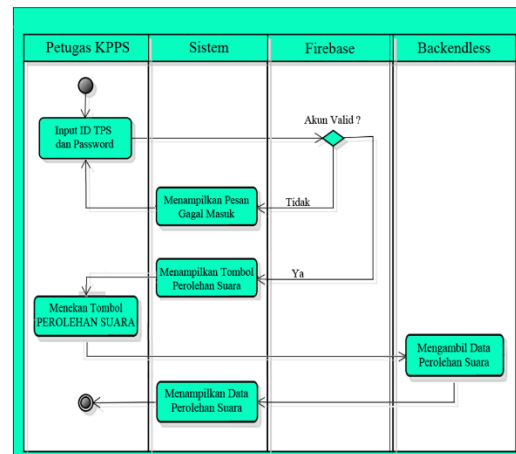 Petugas KPPS
Sistem
Firebase
Backendless
Akun Valid ?
Input ID TPS
dan Password
Menampilkan Pesan
Gagal Masuk
Tidak
Menampilkan Tombol
Perolehan Suara
Ya
Menekan Tombol
PEROLEHAN SUARA
Mengambil Data
Perolehan Suara
Menampilkan Data
Perolehan Suara